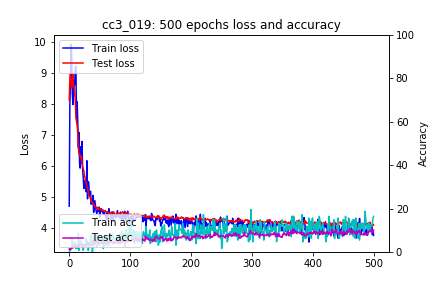 cc3_019: 500 epochs loss and accuracy
Train loss
Test loss
Train acc
Test acc
Loss
10
9
8
7
6
5
4
Accuracy
100
80
60
40
20
0
0
100
200
300
400
500